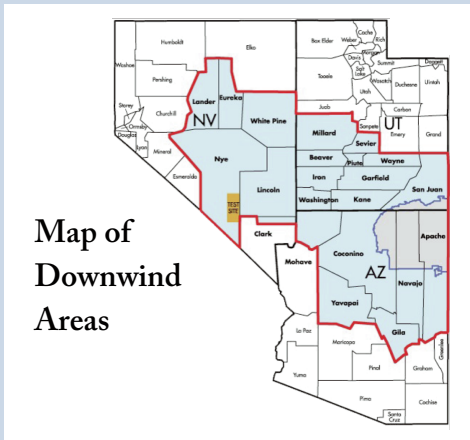 Map of
Downwind
Areas
Humboldt
Elko
Washoe
Pershing
Lander
Eureka
NV
White Pine
Storey
Churchill
Ormsby
Douglas
Lyon
Mineral
Nye
Esmeralda
Lincoln
TEST
SITE
Clark
Box Elder
Cache
Rich
Weber
Davis
Morgan
Summit
Daggett
Salt
Lake
Tooele
Wasatch
Duchesne
Uintah
Utah
Juab
Carbon
Sanpete
UT
Millard
Emery
Grand
Sevier
Beaver
Piute
Wayne
Iron
Garfield
San Juan
Washington
Kane
Mohave
Coconino
Apache
AZ
Navajo
Yavapai
Gila
La Paz
Maricopa
Greenlee
Pinal
Graham
Yuma
Pima
Cochise
Santa
Cruz